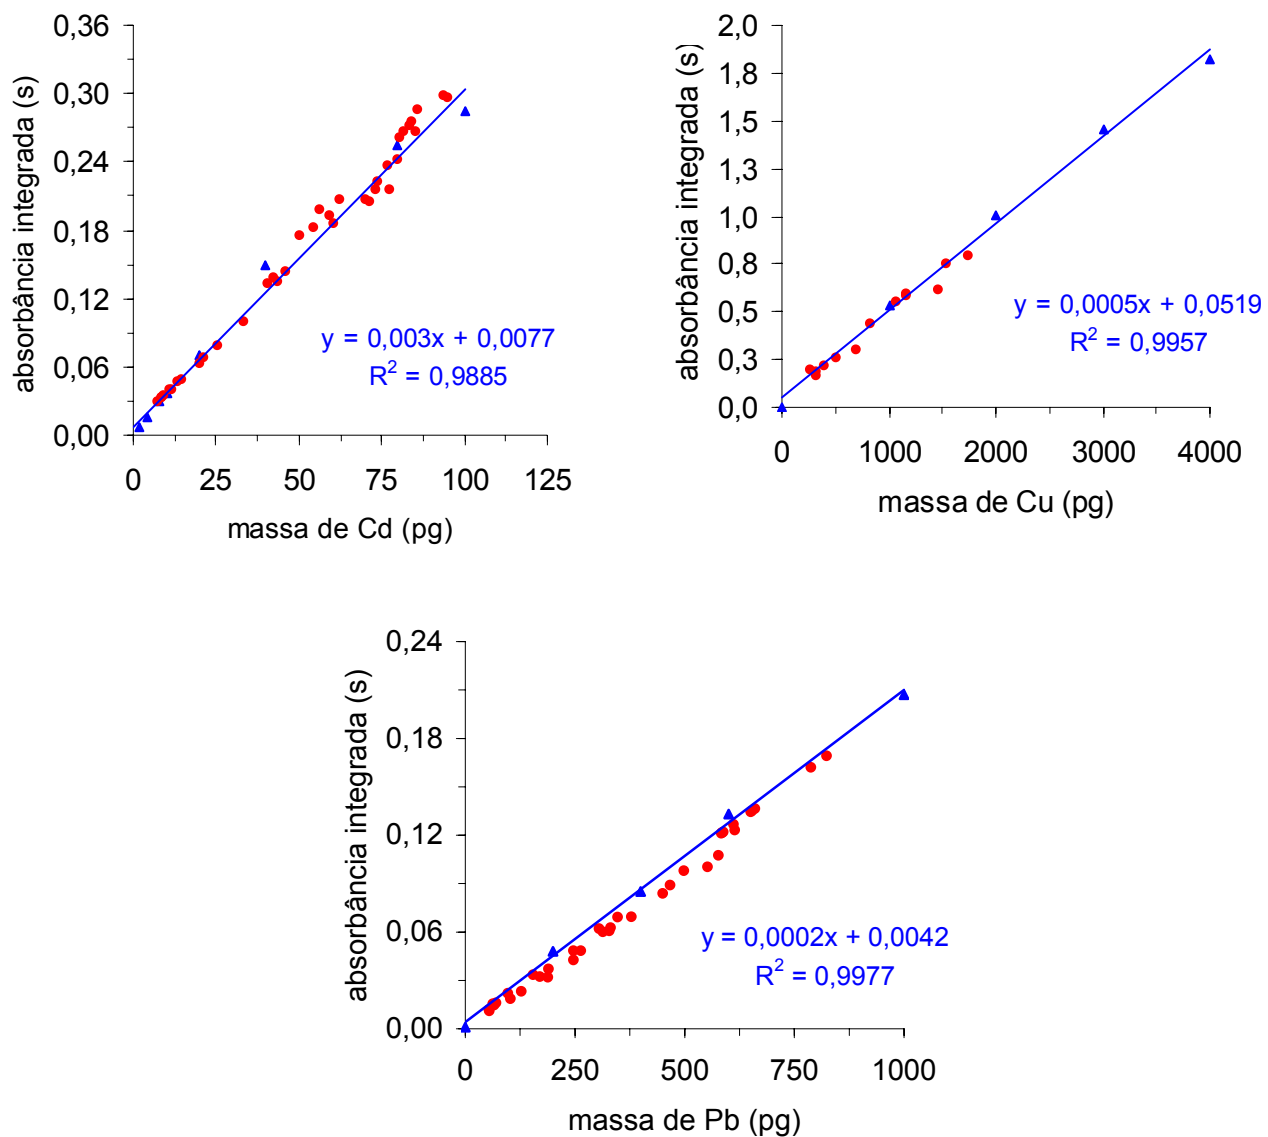 absorbância integrada (s)
0,36
0,30
0,24
0,18
0,12
0,06
0,00
y = 0,003x + 0,0077
R² = 0,9885
0 25 50 75 100 125
massa de Cd (pg)
absorbância integrada (s)
2,0
1,8
1,5
1,3
1,0
0,8
0,5
0,3
0,0
y = 0,0005x + 0,0519
R² = 0,9957
0 1000 2000 3000 4000
massa de Cu (pg)
absorbância integrada (s)
0,24
0,18
0,12
0,06
0,00
y = 0,0002x + 0,0042
R² = 0,9977
0 250 500 750 1000
massa de Pb (pg)